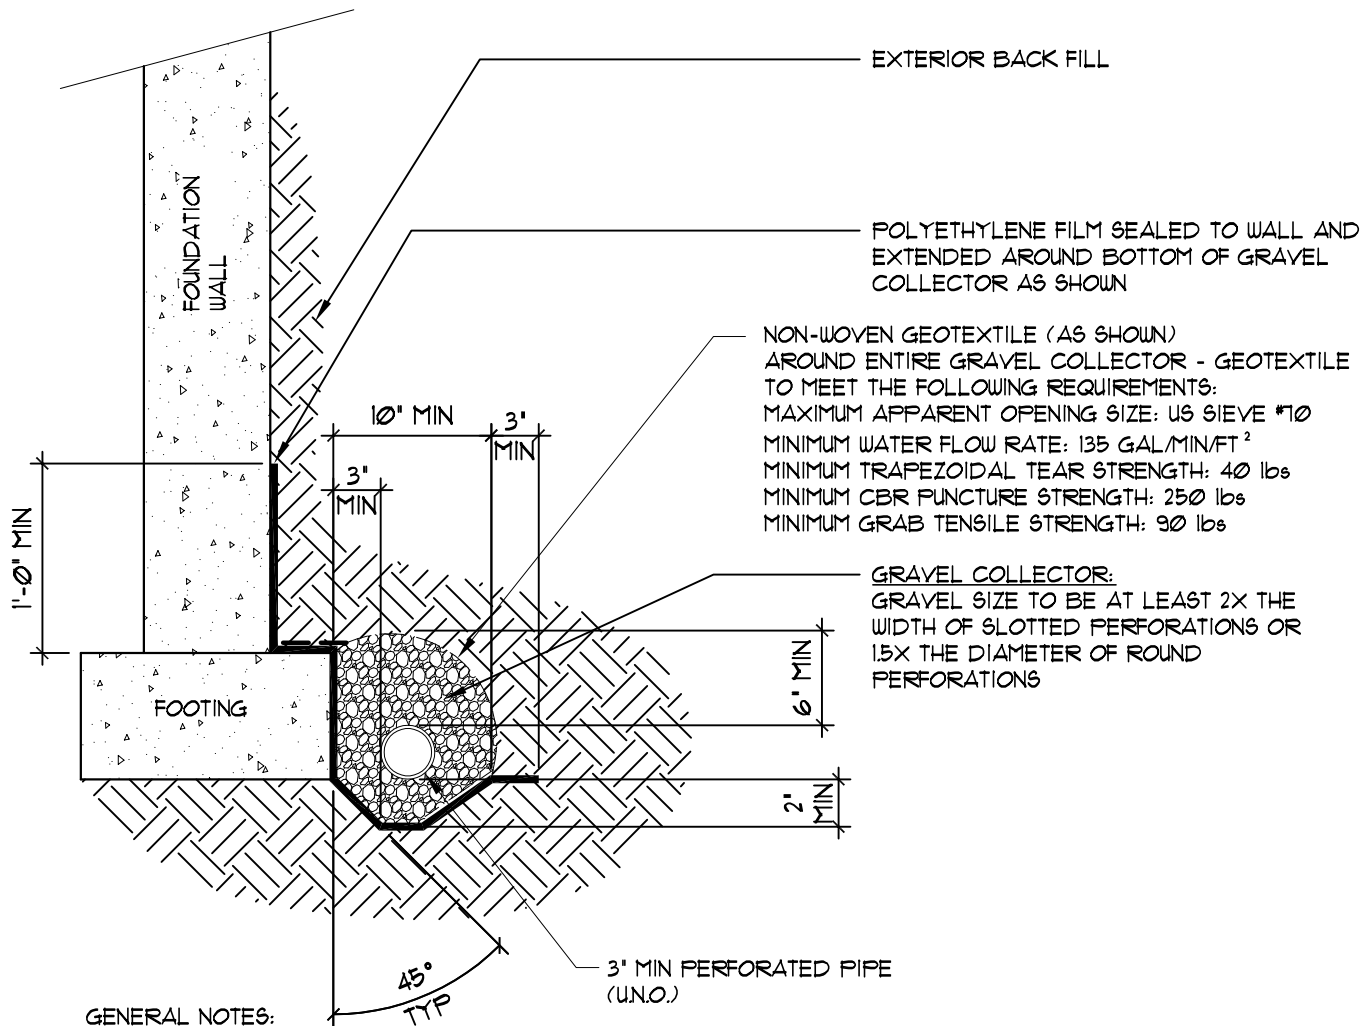 EXTERIOR BACK FILL
POLYETHYLENE FILM SEALED TO WALL AND
EXTENDED AROUND BOTTOM OF GRAVEL
COLLECTOR AS SHOWN
FOUNDATION
WALL
NON-WOVEN GEOTEXTILE (AS SHOWN)
AROUND ENTIRE GRAVEL COLLECTOR - GEOTEXTILE
TO MEET THE FOLLOWING REQUIREMENTS:
MAXIMUM APPARENT OPENING SIZE: US SIEVE #70
MINIMUM WATER FLOW RATE: 135 GAL/MIN/FT²
MINIMUM TRAPEZOIDAL TEAR STRENGTH: 40 lbs
MINIMUM CBR PUNCTURE STRENGTH: 250 lbs
MINIMUM GRAB TENSILE STRENGTH: 90 lbs
10" MIN
3"
MIN
3"
MIN
1'-0" MIN
GRAVEL COLLECTOR:
GRAVEL SIZE TO BE AT LEAST 2X THE
WIDTH OF SLOTTED PERFORATIONS OR
1.5X THE DIAMETER OF ROUND
PERFORATIONS
6" MIN
FOOTING
2"
MIN
3" MIN PERFORATED PIPE
(U.N.O.)
45°
TYP
GENERAL NOTES: